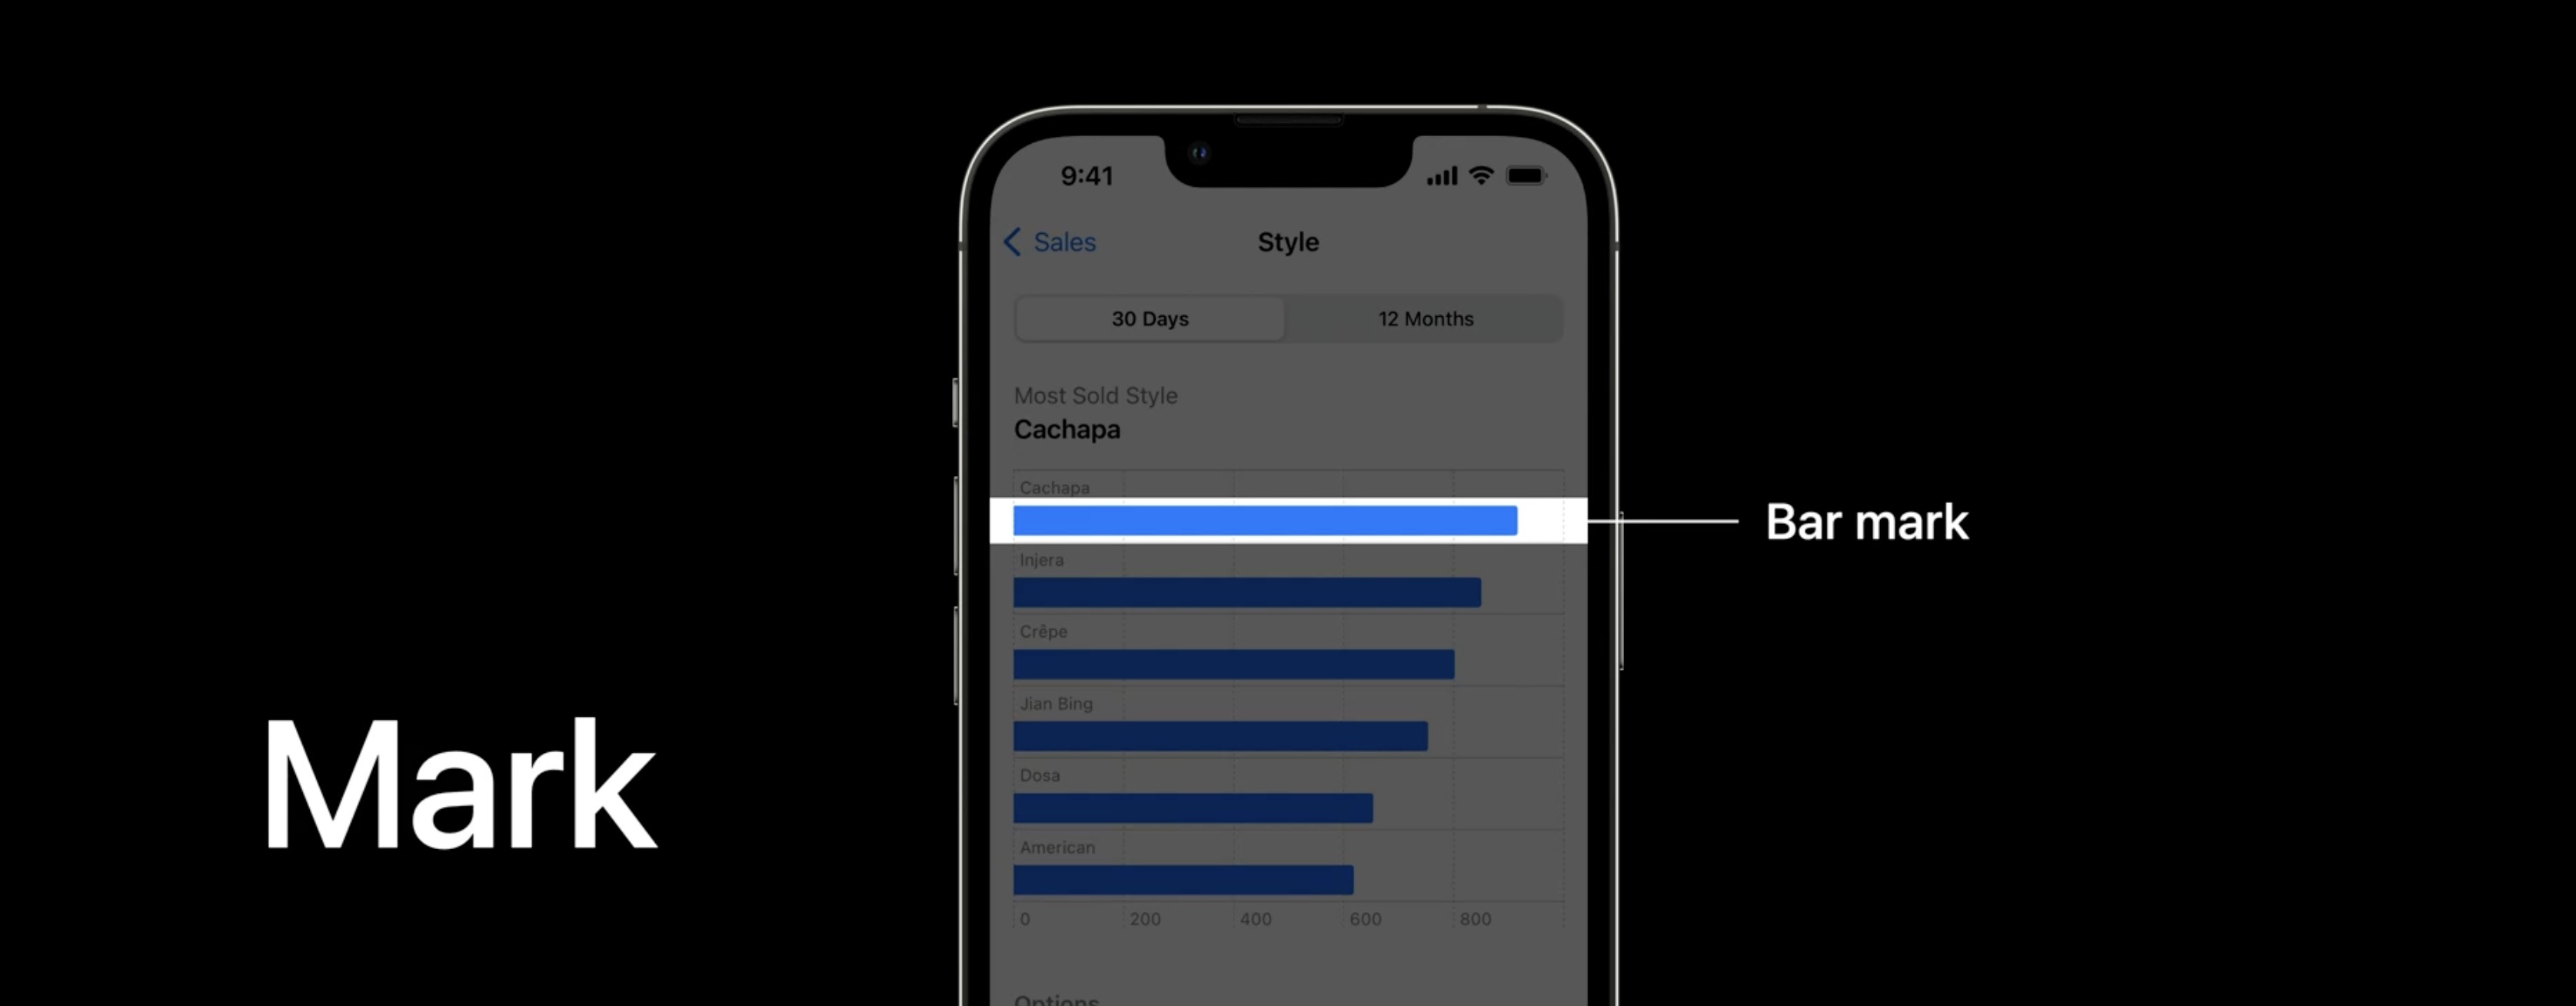 9:41
Sales
Style
30 Days
12 Months
Most Sold Style
Cachapa
Cachapa
Bar mark
Injera
Crêpe
Jian Bing
Dosa
American
0 200 400 600 800
Options
Mark